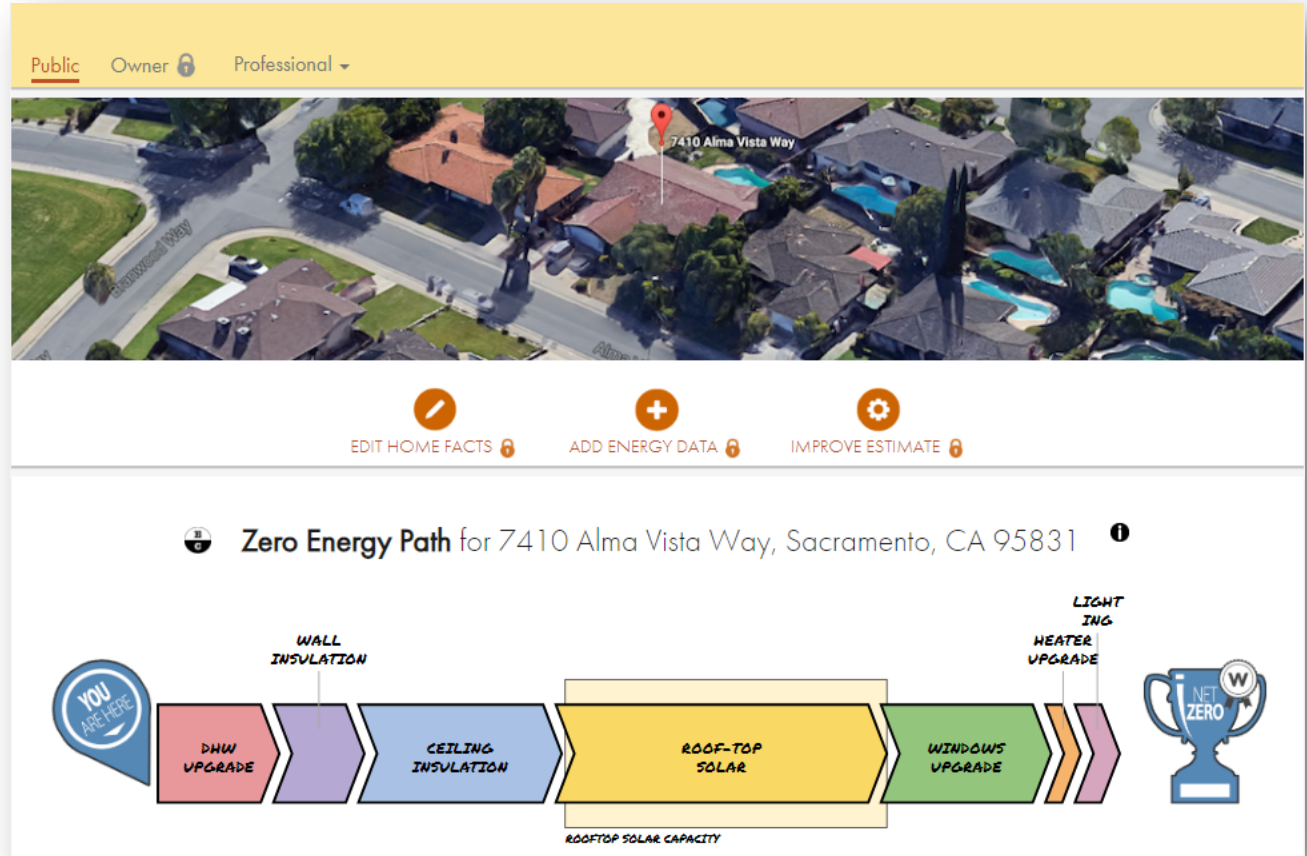 Public Owner Professional
7410 Alma Vista Way
Branwood Way
Alma
EDIT HOME FACTS ADD ENERGY DATA IMPROVE ESTIMATE
Zero Energy Path for 7410 Alma Vista Way, Sacramento, CA 95831
LIGHT
ING
WALL
INSULATION
HEATER
UPGRADE
YOU
ARE HERE
DHW
UPGRADE
CEILING
INSULATION
ROOF-TOP
SOLAR
WINDOWS
UPGRADE
NET
ZERO
W
ROOFTOP SOLAR CAPACITY